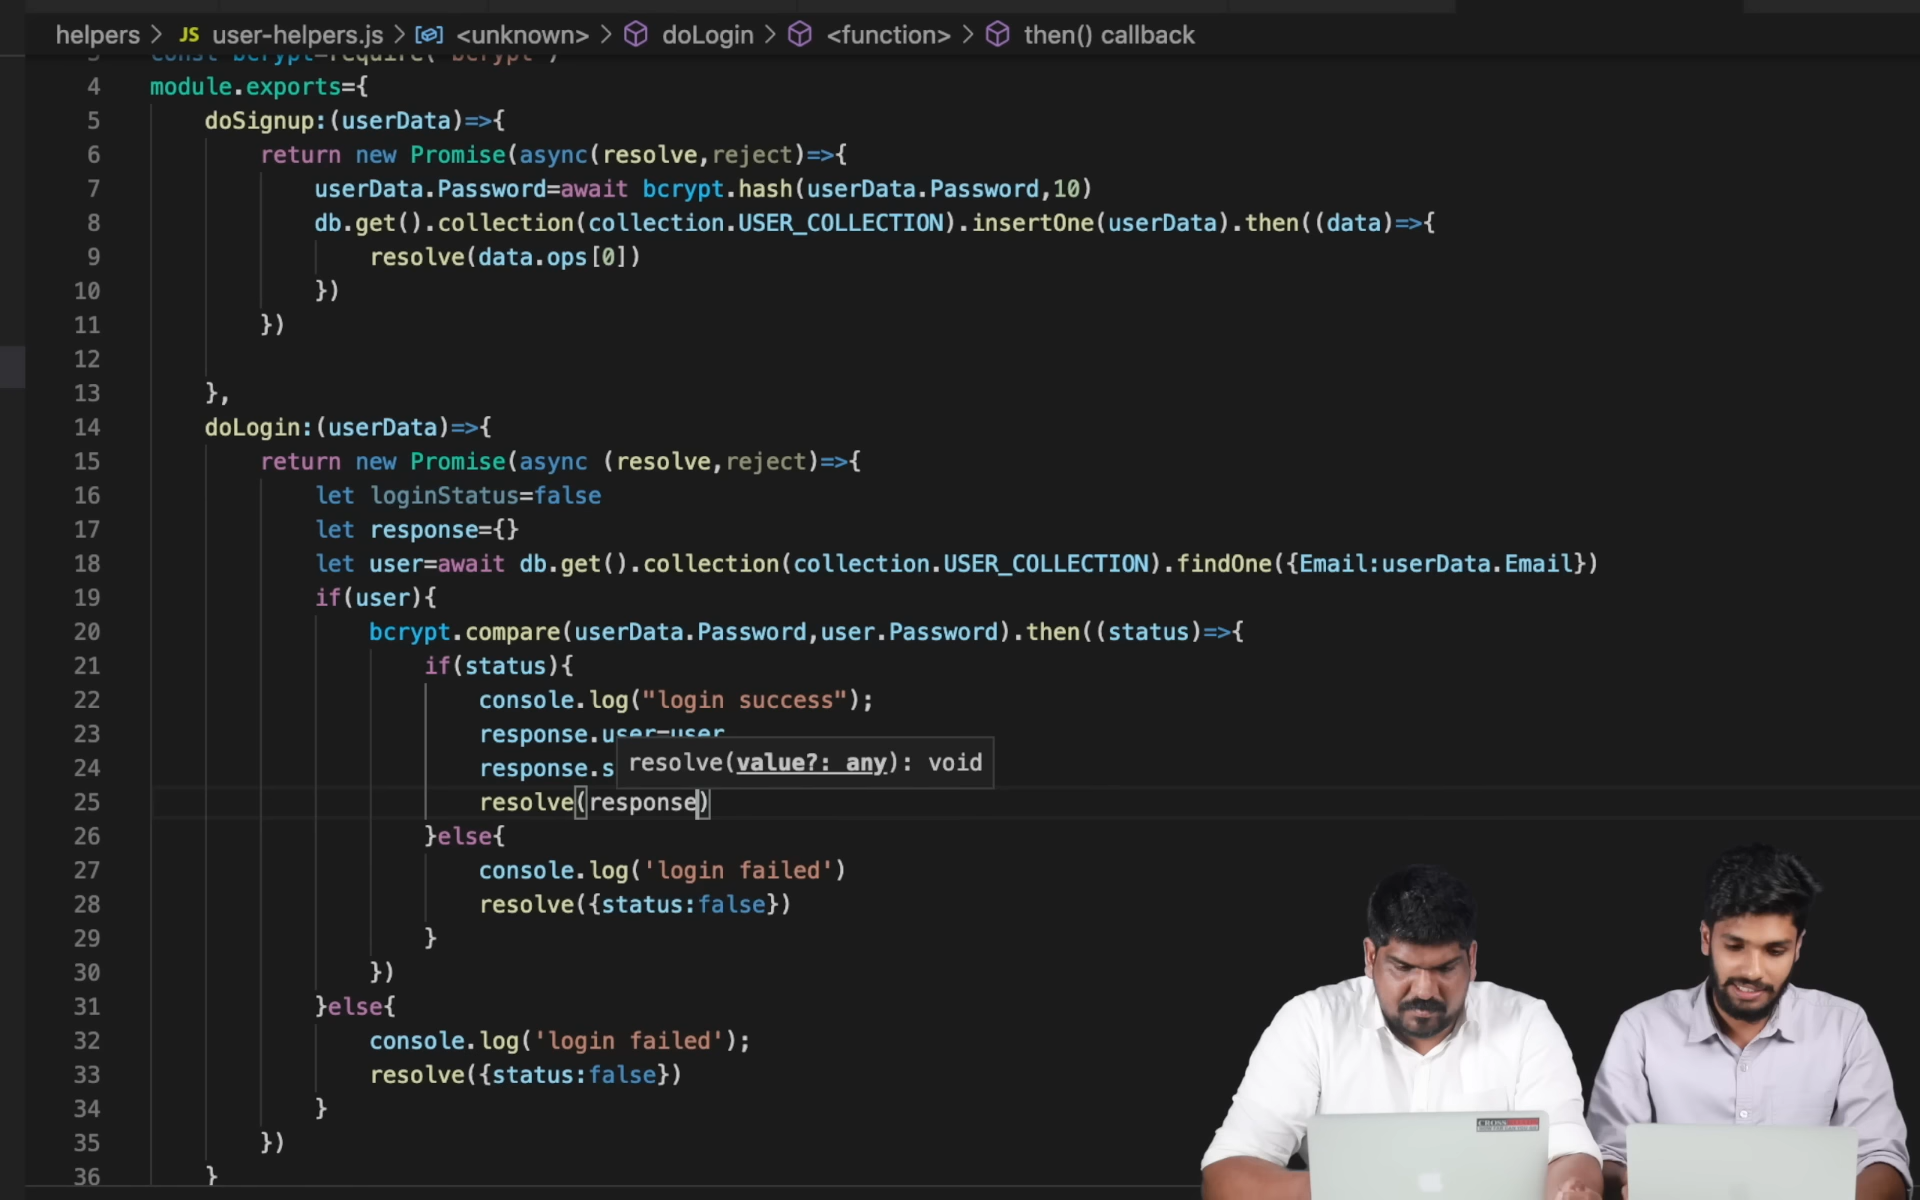 helpers > JS user-helpers.js > <unknown> > doLogin > <function> > then() callback
3 const bcrypt=require('bcrypt')
4 module.exports={
5 doSignup:(userData)=>{
6 return new Promise(async(resolve,reject)=>{
7 userData.Password=await bcrypt.hash(userData.Password,10)
8 db.get().collection(collection.USER_COLLECTION).insertOne(userData).then((data)=>{
9 resolve(data.ops[0])
10 })
11 })
12
13 },
14 doLogin:(userData)=>{
15 return new Promise(async (resolve,reject)=>{
16 let loginStatus=false
17 let response={}
18 let user=await db.get().collection(collection.USER_COLLECTION).findOne({Email:userData.Email})
19 if(user){
20 bcrypt.compare(userData.Password,user.Password).then((status)=>{
21 if(status){
22 console.log("login success");
23 response.user=user
resolve(value?: any): void
24 response.s
25 resolve(response)
26 }else{
27 console.log('login failed')
28 resolve({status:false})
29 }
30 })
31 }else{
32 console.log('login failed');
33 resolve({status:false})
34 }
35 })
36 }